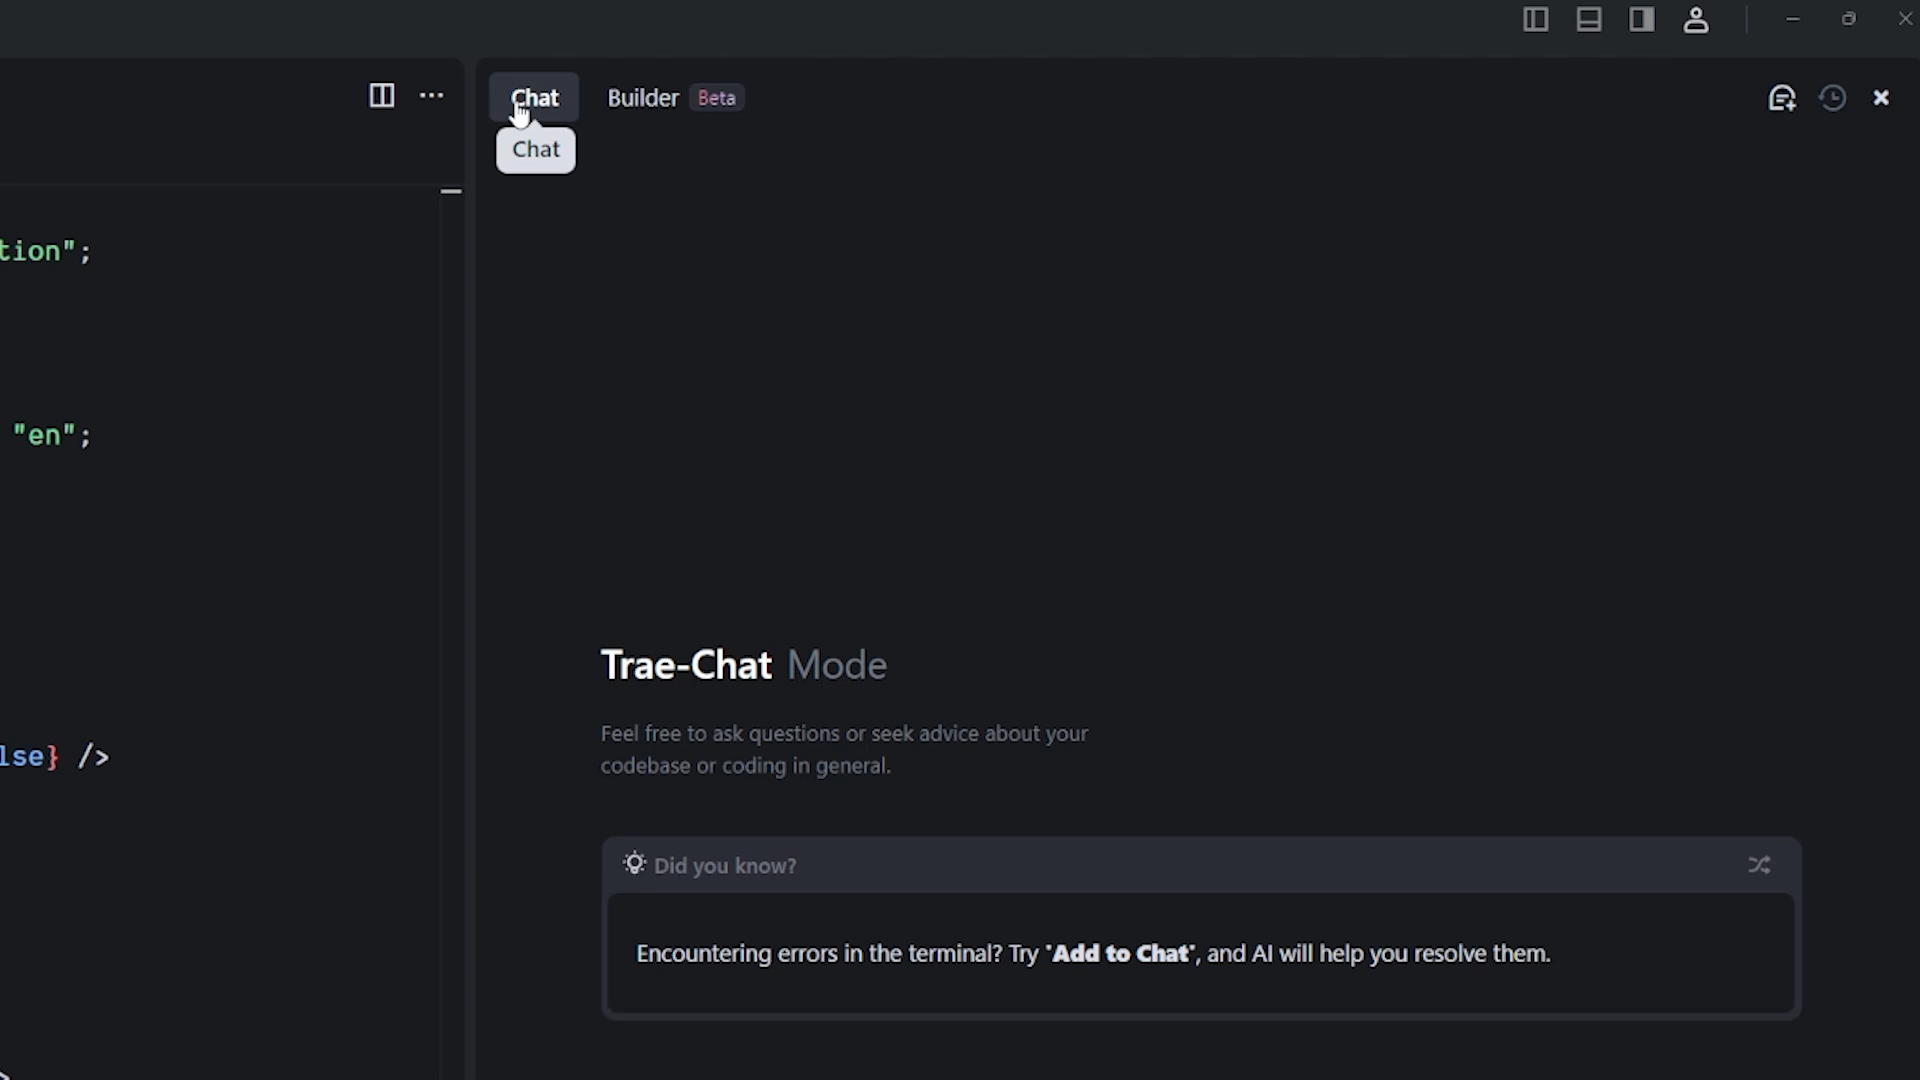 Chat
Builder Beta
Chat
tion";
"en";
lse} />
Trae-Chat Mode
Feel free to ask questions or seek advice about your
codebase or coding in general.
Did you know?
Encountering errors in the terminal? Try "Add to Chat", and AI will help you resolve them.